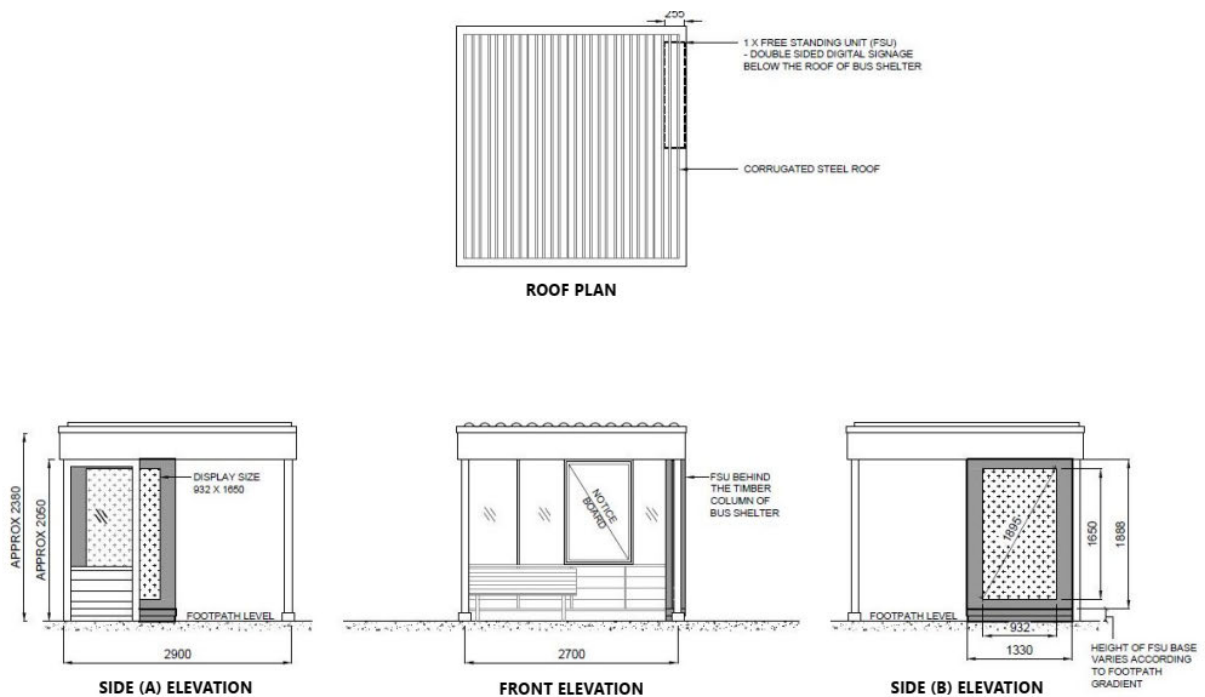 255
1 X FREE STANDING UNIT (FSU)
- DOUBLE SIDED DIGITAL SIGNAGE
BELOW THE ROOF OF BUS SHELTER
CORRUGATED STEEL ROOF
ROOF PLAN
APPROX 2380
APPROX 2050
DISPLAY SIZE
932 X 1650
FOOTPATH LEVEL
2900
SIDE (A) ELEVATION
NOTICE
BOARD
FSU BEHIND
THE TIMBER
COLUMN OF
BUS SHELTER
2700
FRONT ELEVATION
1895
1650
1888
FOOTPATH LEVEL
932
1330
HEIGHT OF FSU BASE
VARIES ACCORDING
TO FOOTPATH
GRADIENT
SIDE (B) ELEVATION